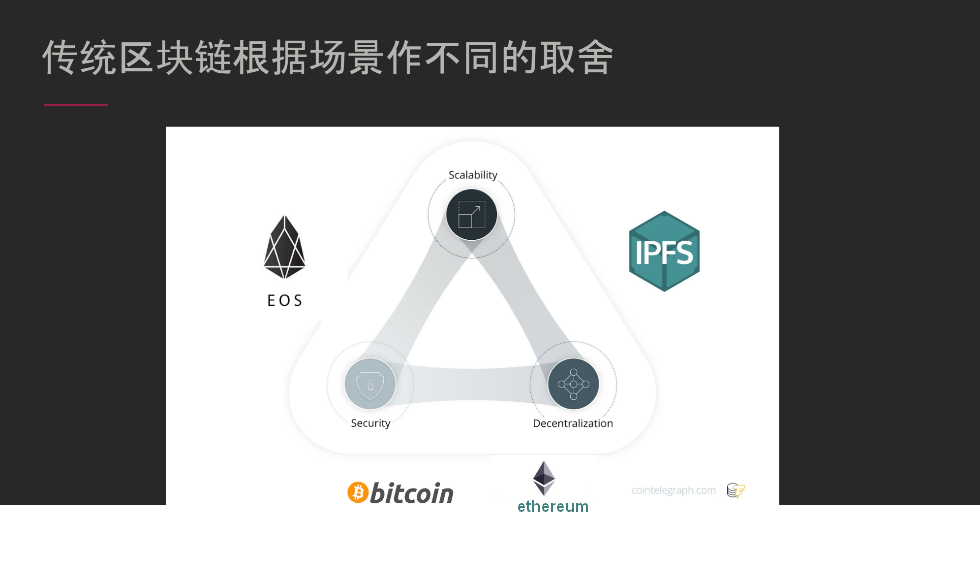 传统区块链根据场景作不同的取舍
Scalability
EOS
IPFS
Security
Decentralization
bitcoin
ethereum
cointelegraph.com